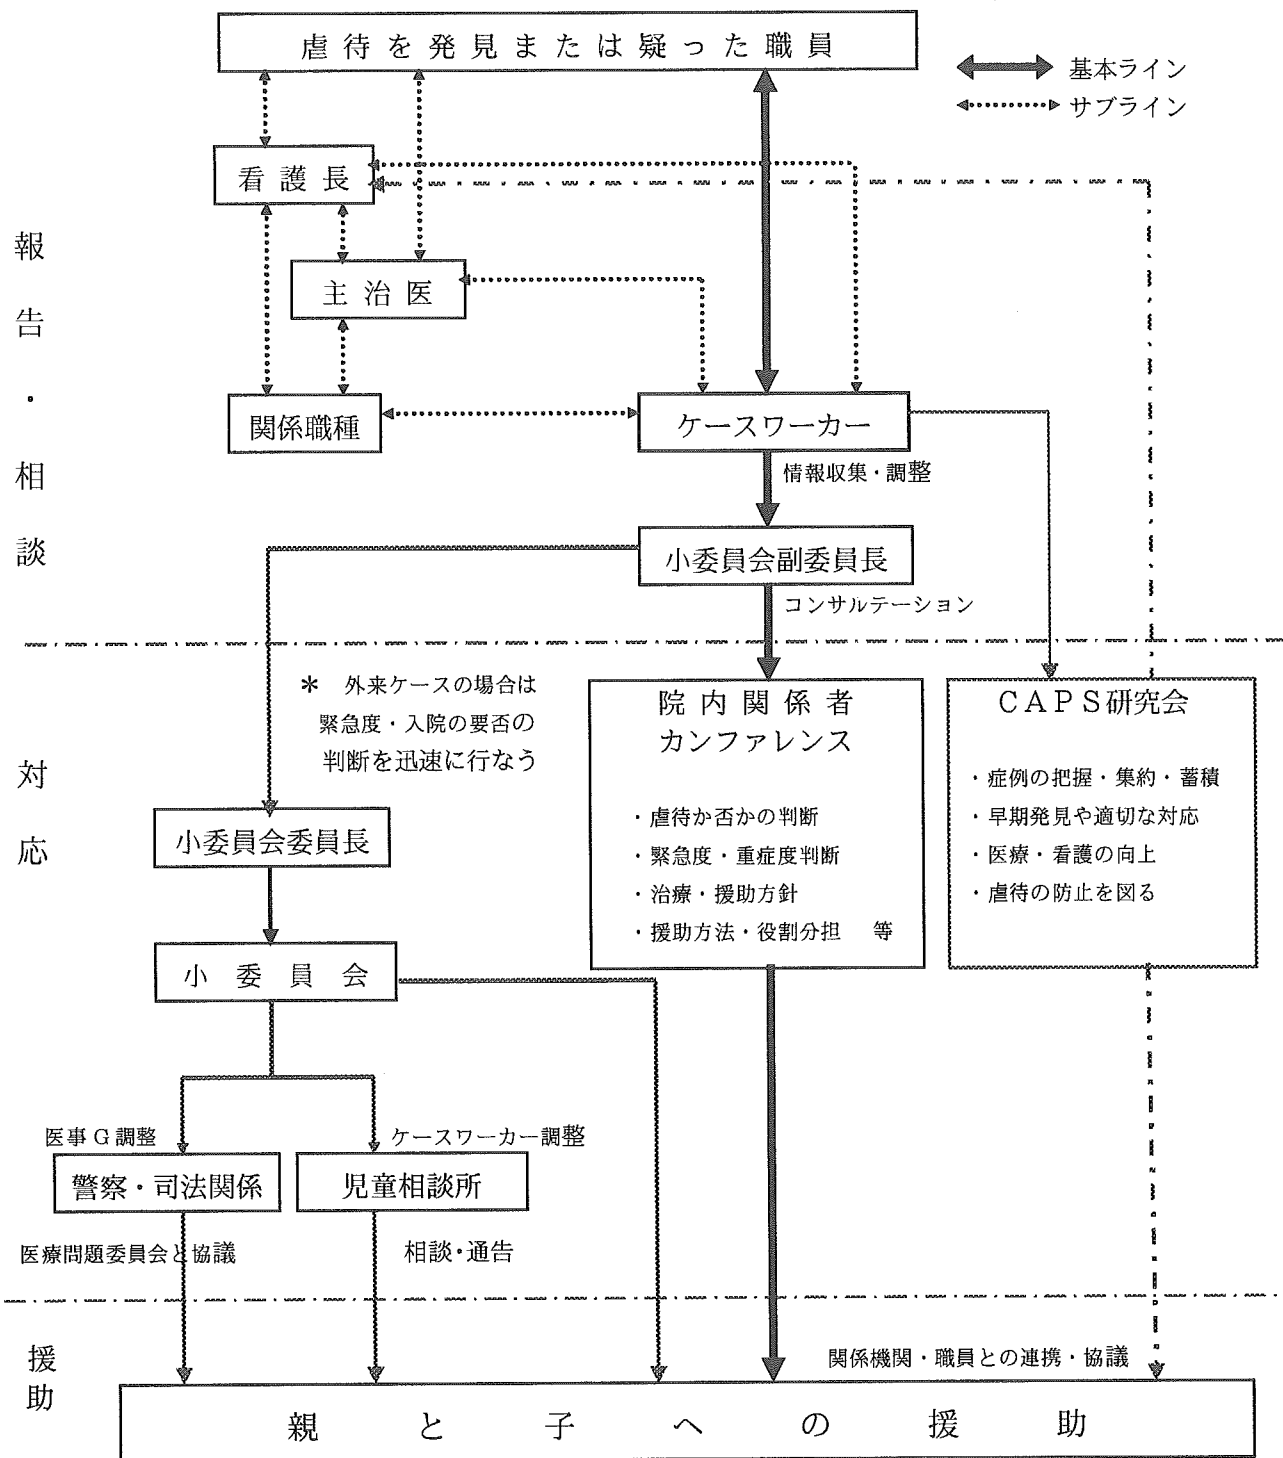 虐待を発見または疑った職員
基本ライン
サブライン
看護長
報告・相談
主治医
関係職種
ケースワーカー
情報収集・調整
小委員会副委員長
コンサルテーション
対応
＊ 外来ケースの場合は
緊急度・入院の要否の
判断を迅速に行なう
院内関係者
カンファレンス
・虐待か否かの判断
・緊急度・重症度判断
・治療・援助方針
・援助方法・役割分担 等
ＣＡＰＳ研究会
・症例の把握・集約・蓄積
・早期発見や適切な対応
・医療・看護の向上
・虐待の防止を図る
小委員会委員長
小委員会
医事Ｇ調整
ケースワーカー調整
警察・司法関係
児童相談所
医療問題委員会と協議
相談・通告
援助
関係機関・職員との連携・協議
親と子への援助